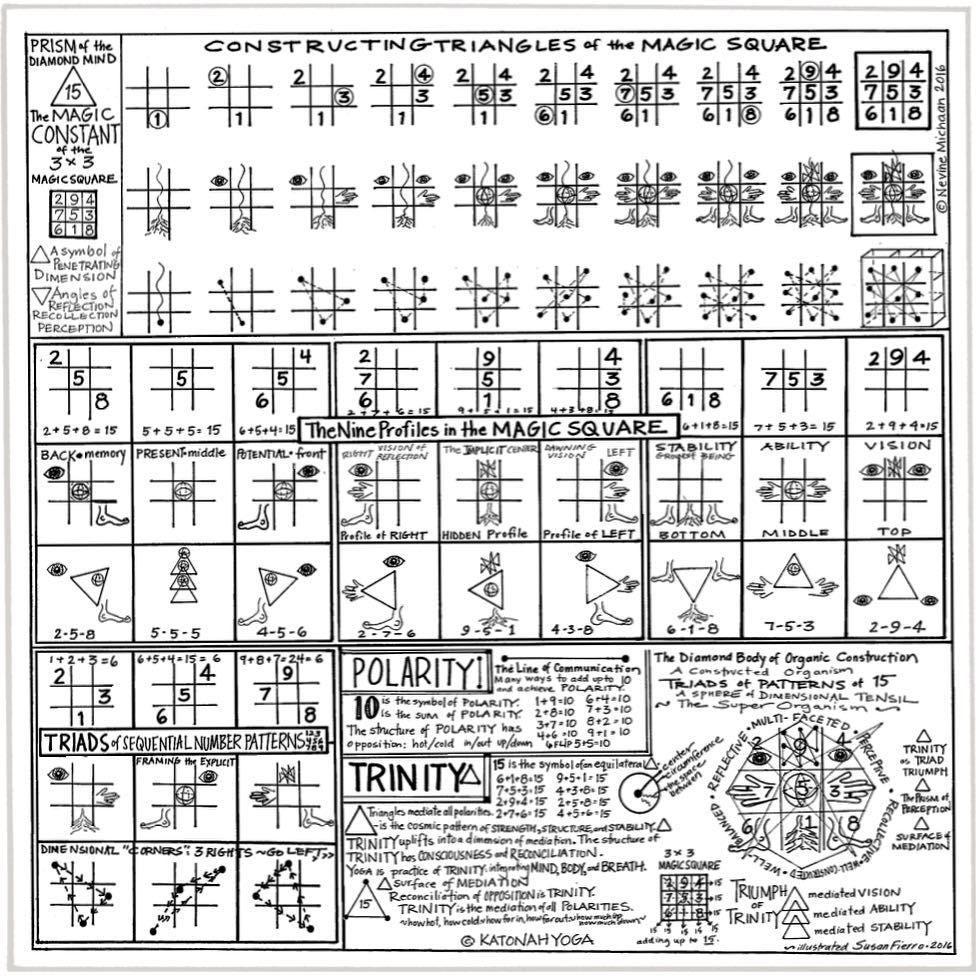 PRISM of the
DIAMOND MIND
15
The MAGIC
CONSTANT
of the
3 x 3
MAGIC SQUARE
2 9 4
7 5 3
6 1 8
A symbol of
PENETRATING
DIMENSION
Angles of
REFLECTION
RECOLLECTION
PERCEPTION
CONSTRUCTING TRIANGLES of the MAGIC SQUARE
2 2 4 2 4 2 4 2 4 2 4 2 9 4 2 9 4
3 3 5 3 5 3 7 5 3 7 5 3 7 5 3 7 5 3
1 1 1 1 1 6 1 6 1 6 1 8 6 1 8 6 1 8
© Nevine Michaan 2016
2 4 2 9 4 2 9 4
5 5 5 7 5 3 7 5 3
8 6 6 1 8 6 1 8
2+5+8=15 5+5+5=15 6+5+4=15 2+7+6=15 9+5+1=15 4+3+8=15 6+1+8=15 7+5+3=15 2+9+4=15
The Nine Profiles in the MAGIC SQUARE
BACK•memory PRESENT•middle POTENTIAL•front
RIGHT VISION of REFLECTION
The IMPLICIT CENTER
DAWNING VISION LEFT
STABILITY
ABILITY
VISION
Profile of RIGHT HIDDEN Profile Profile of LEFT BOTTOM MIDDLE TOP
2-5-8 5-5-5 4-5-6 2-7-6 9-5-1 4-3-8 6-1-8 7-5-3 2-9-4
1+2+3=6 6+5+4=15=6 9+8+7=24=6
2 4 9
3 5 7
1 6 8
TRIADS of SEQUENTIAL NUMBER PATTERNS 123 456 789
FRAMING the EXPLICIT
DIMENSIONAL "CORNERS": 3 RIGHTS ~ GO LEFT
POLARITY!
The Line of Communication
Many ways to add up to 10
and achieve POLARITY.
10 is the symbol of POLARITY.
is the sum of POLARITY.
The structure of POLARITY has
opposition: hot/cold in/out up/down
1+9=10 6+4=10
2+8=10 7+3=10
3+7=10 8+2=10
4+6=10 9+1=10
5+5=10
TRINITY
15 is the symbol of an equilateral
6+1+8=15 9+5+1=15
7+5+3=15 4+3+8=15
2+9+4=15 2+5+8=15
2+7+6=15 4+5+6=15
center
circumference
the space
between
Triangles mediate all polarities.
-is the cosmic pattern of STRENGTH, STRUCTURE, and STABILITY.
TRINITY uplifts into a dimension of mediation. The structure of
TRINITY has CONSCIOUSNESS and RECONCILIATION.
YOGA IS practice of TRINITY: integrating MIND, BODY, and BREATH.
Surface of MEDIATION
15
Reconciliation of OPPOSITION is TRINITY.
TRINITY is the mediation of all POLARITIES.
~how hot, how cold ~ how far in, how far out ~ how much up, how much down~
© KATONAH YOGA
3 x 3
MAGIC SQUARE
2 9 4 15
7 5 3 15
6 1 8 15
15 15 15 15 15
adding up to 15.
The Diamond Body of Organic Construction
A Constructed Organism
TRIADS of PATTERNS of 15
A SPHERE of DIMENSIONAL TENSIL
~ The Super Organism ~
MULTI-FACETED • PERCEPTIVE • RECOLLECTIVE • WELL CONSTRUCTED • WELL-BALANCED • REFLECTIVE •
2 9 4
7 5 3
6 1 8
TRINITY
as TRIAD
TRIUMPH
The PRISM of
PERCEPTION
SURFACE of
MEDIATION
TRIUMPH
of
TRINITY
mediated VISION
mediated ABILITY
mediated STABILITY
~ illustrated Susan Fierro • 2016